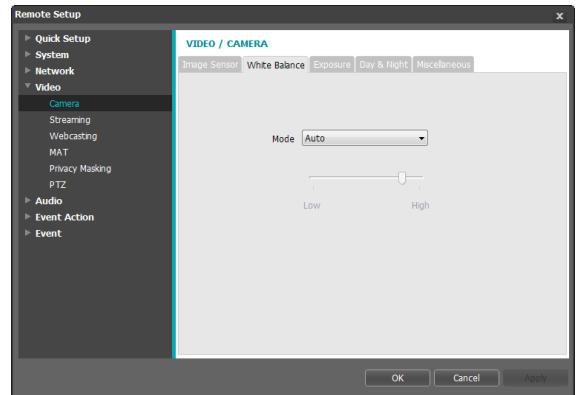 Remote Setup
x
Quick Setup
System
Network
Video
Camera
Streaming
Webcasting
MAT
Privacy Masking
PTZ
Audio
Event Action
Event
VIDEO / CAMERA
Image Sensor White Balance Exposure Day & Night Miscellaneous
Mode Auto
Low High
OK Cancel Apply